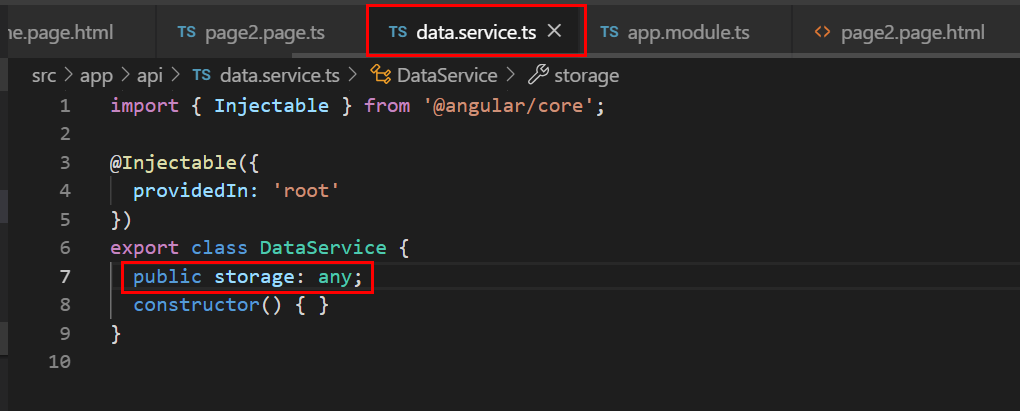 ne.page.html TS page2.page.ts TS data.service.ts × TS app.module.ts <> page2.page.html
src > app > api > TS data.service.ts > DataService > storage
1 import { Injectable } from '@angular/core';
2
3 @Injectable({
4 providedIn: 'root'
5 })
6 export class DataService {
7 public storage: any;
8 constructor() { }
9 }
10